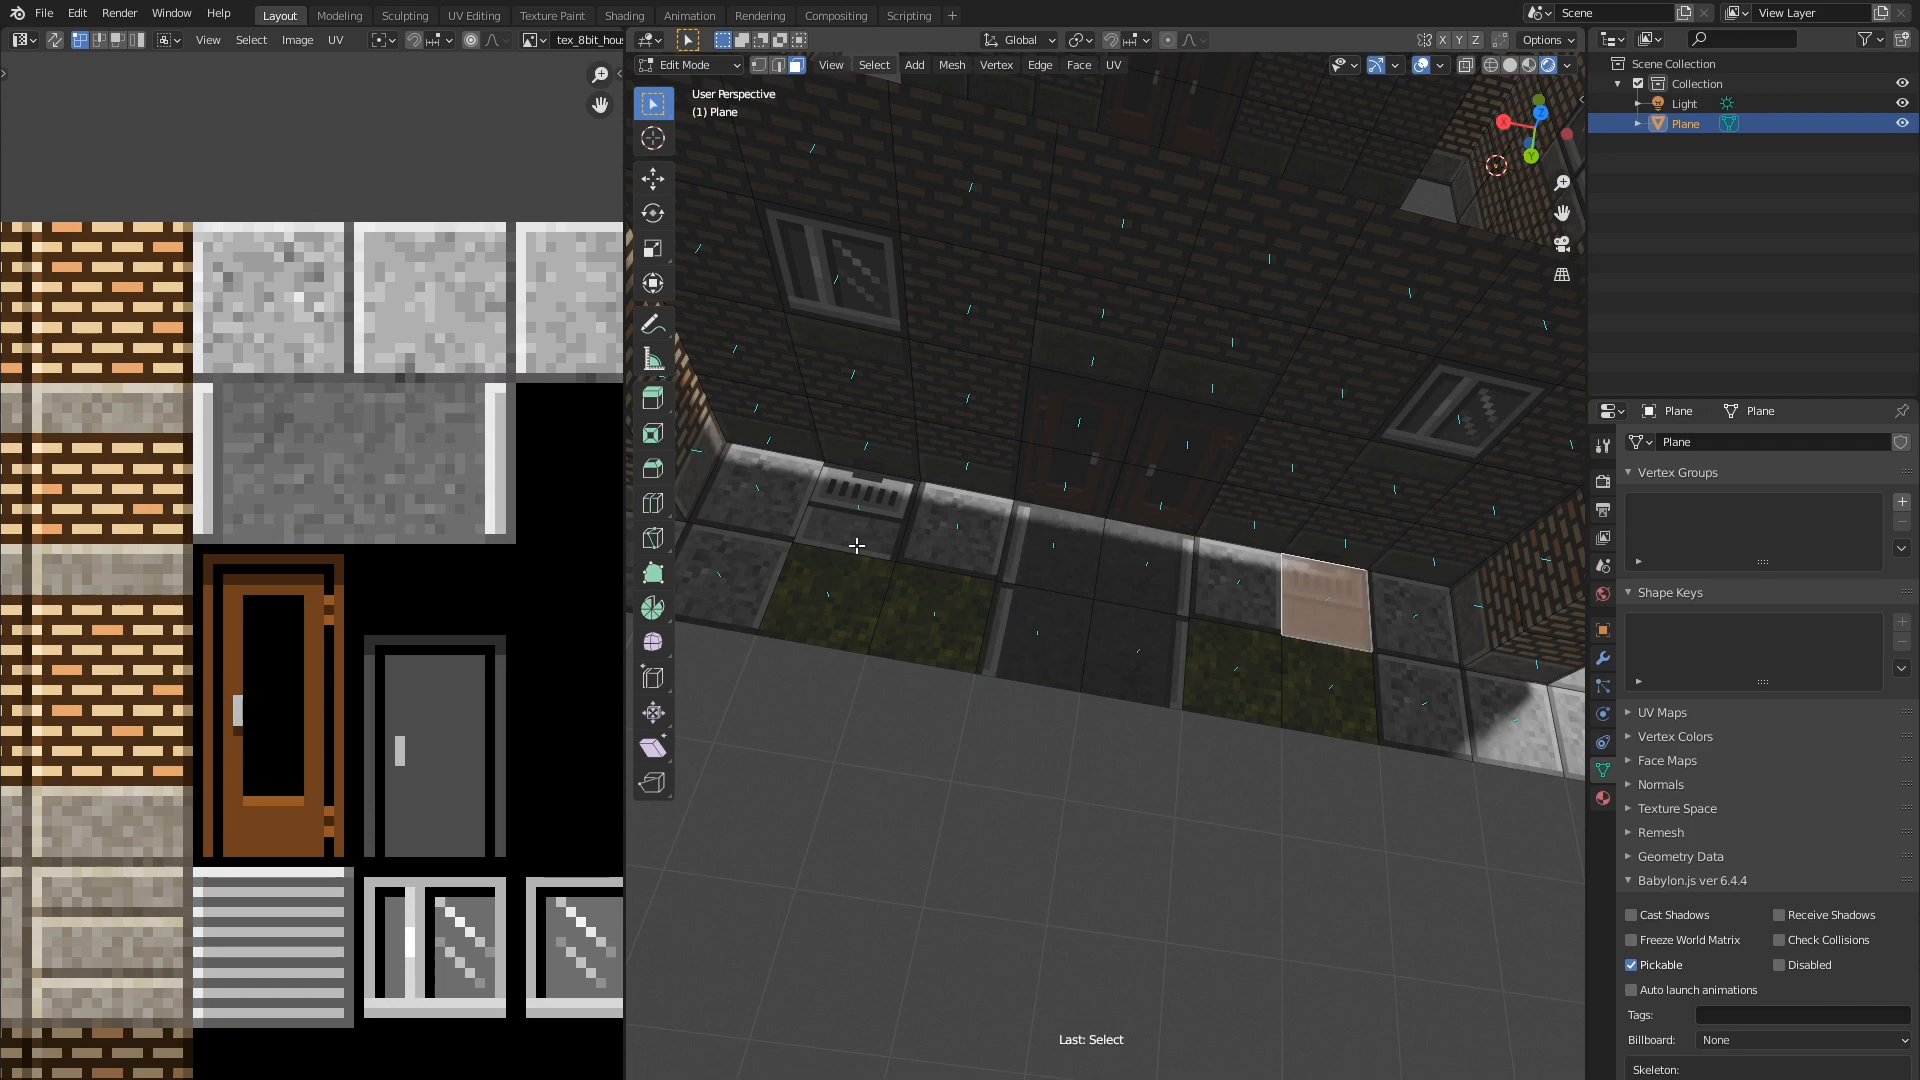 File Edit Render Window Help
Layout Modeling Sculpting UV Editing Texture Paint Shading Animation Rendering Compositing Scripting +
Scene
View Layer
View Select Image UV
tex_8bit_hou
Global
X Y Z
Options
Edit Mode
View Select Add Mesh Vertex Edge Face UV
User Perspective
(1) Plane
X
Z
Y
Last: Select
Scene Collection
Collection
Light
Plane
Plane Plane
Plane
Vertex Groups
Shape Keys
UV Maps
Vertex Colors
Face Maps
Normals
Texture Space
Remesh
Geometry Data
Babylon.js ver 6.4.4
Cast Shadows Receive Shadows
Freeze World Matrix Check Collisions
Pickable Disabled
Auto launch animations
Tags:
Billboard: None
Skeleton: